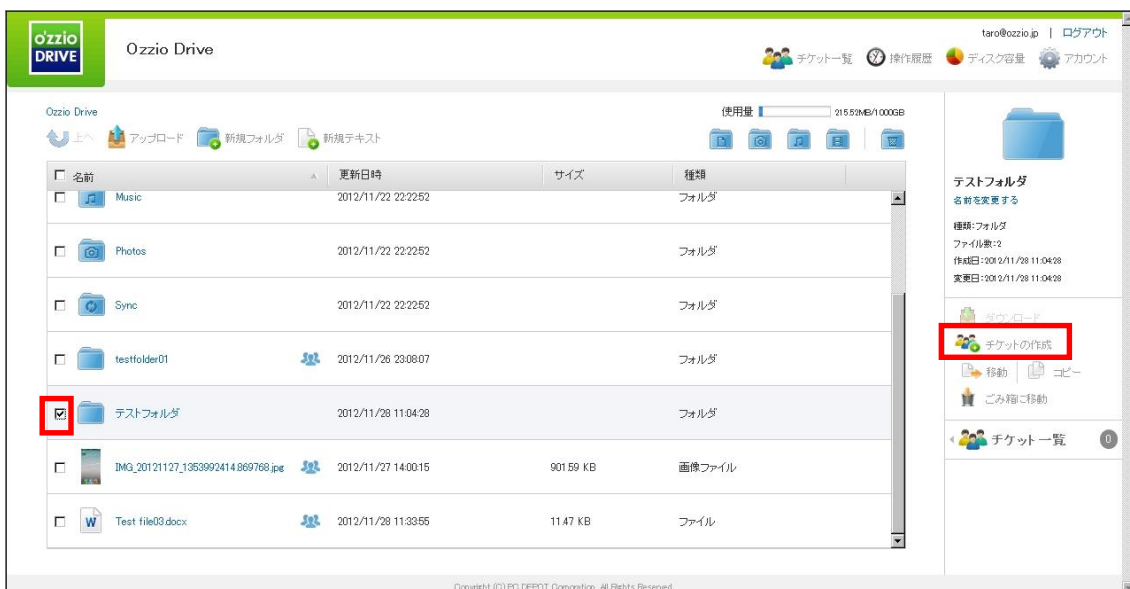 o'zzio
DRIVE
Ozzio Drive
taro@ozzio.jp | ログアウト
チケット一覧 操作履歴 ディスク容量 アカウント
Ozzio Drive
使用量 215.52MB/1000GB
上へ アップロード 新規フォルダ 新規テキスト
名前 更新日時 サイズ 種類
Music 2012/11/22 22:22:52 フォルダ
Photos 2012/11/22 22:22:52 フォルダ
Sync 2012/11/22 22:22:52 フォルダ
testfolder01 2012/11/26 23:08:07 フォルダ
テストフォルダ 2012/11/28 11:04:28 フォルダ
IMG_20121127_1353992414.869768.jpg 2012/11/27 14:00:15 901.59 KB 画像ファイル
W Test file03.docx 2012/11/28 11:33:55 11.47 KB ファイル
テストフォルダ
名前を変更する
種類:フォルダ
ファイル数:2
作成日:2012/11/28 11:04:28
変更日:2012/11/28 11:04:28
ダウンロード
チケットの作成
移動 コピー
ごみ箱に移動
チケット一覧 0
Copyright (C) PC DEPOT Corporation. All Rights Reserved.